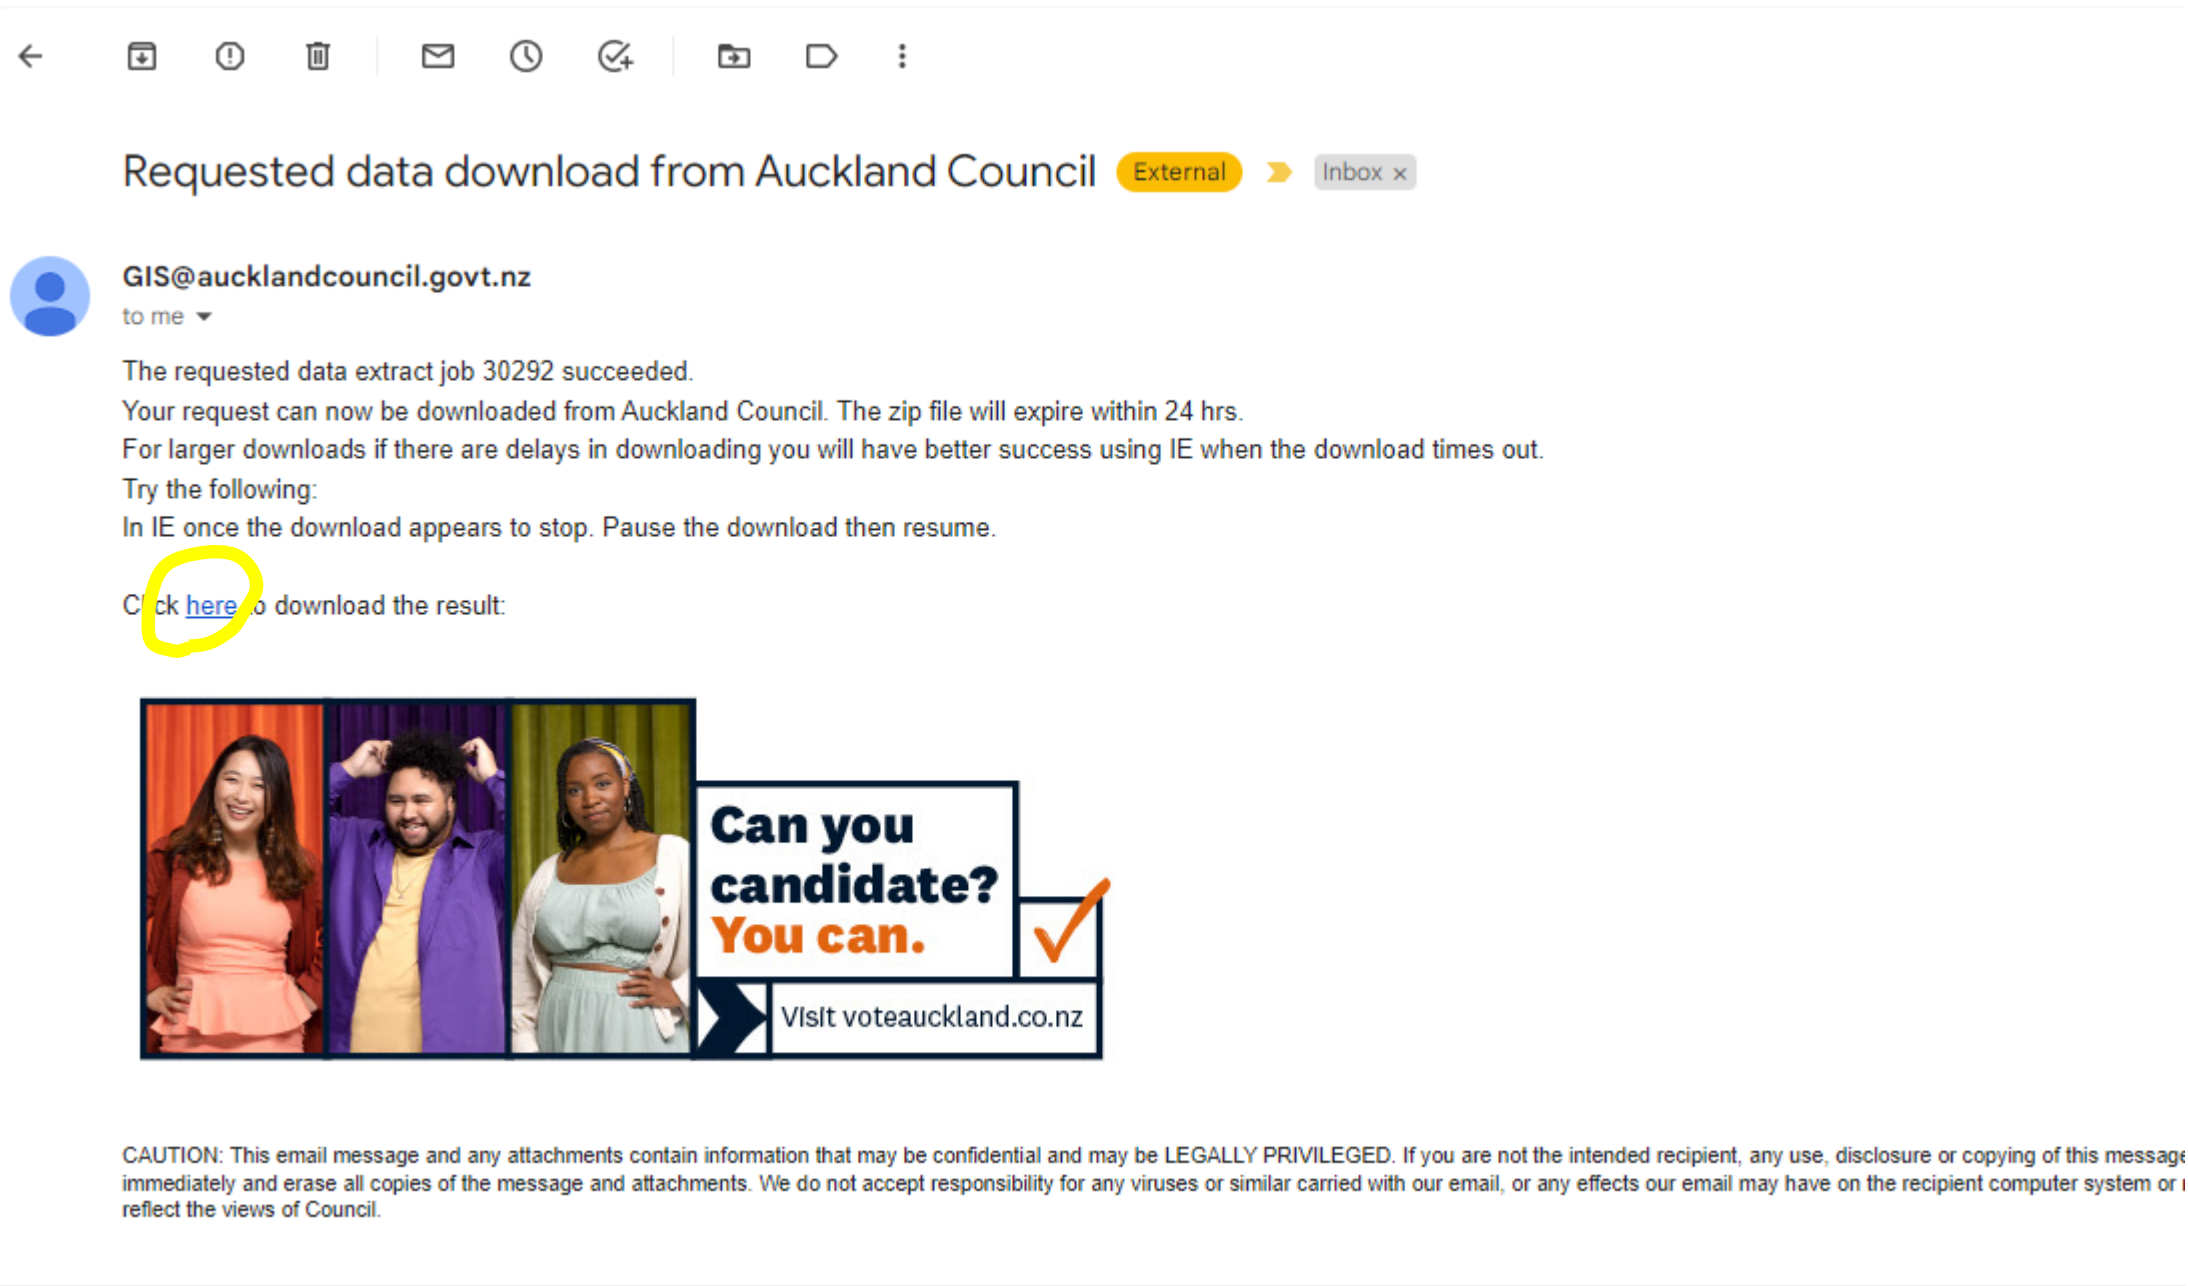 Requested data download from Auckland Council External Inbox ×
GIS@aucklandcouncil.govt.nz
to me
The requested data extract job 30292 succeeded.
Your request can now be downloaded from Auckland Council. The zip file will expire within 24 hrs.
For larger downloads if there are delays in downloading you will have better success using IE when the download times out.
Try the following:
In IE once the download appears to stop. Pause the download then resume.
Click here to download the result:
Can you
candidate?
You can.
Visit voteauckland.co.nz
CAUTION: This email message and any attachments contain information that may be confidential and may be LEGALLY PRIVILEGED. If you are not the intended recipient, any use, disclosure or copying of this message
immediately and erase all copies of the message and attachments. We do not accept responsibility for any viruses or similar carried with our email, or any effects our email may have on the recipient computer system or
reflect the views of Council.